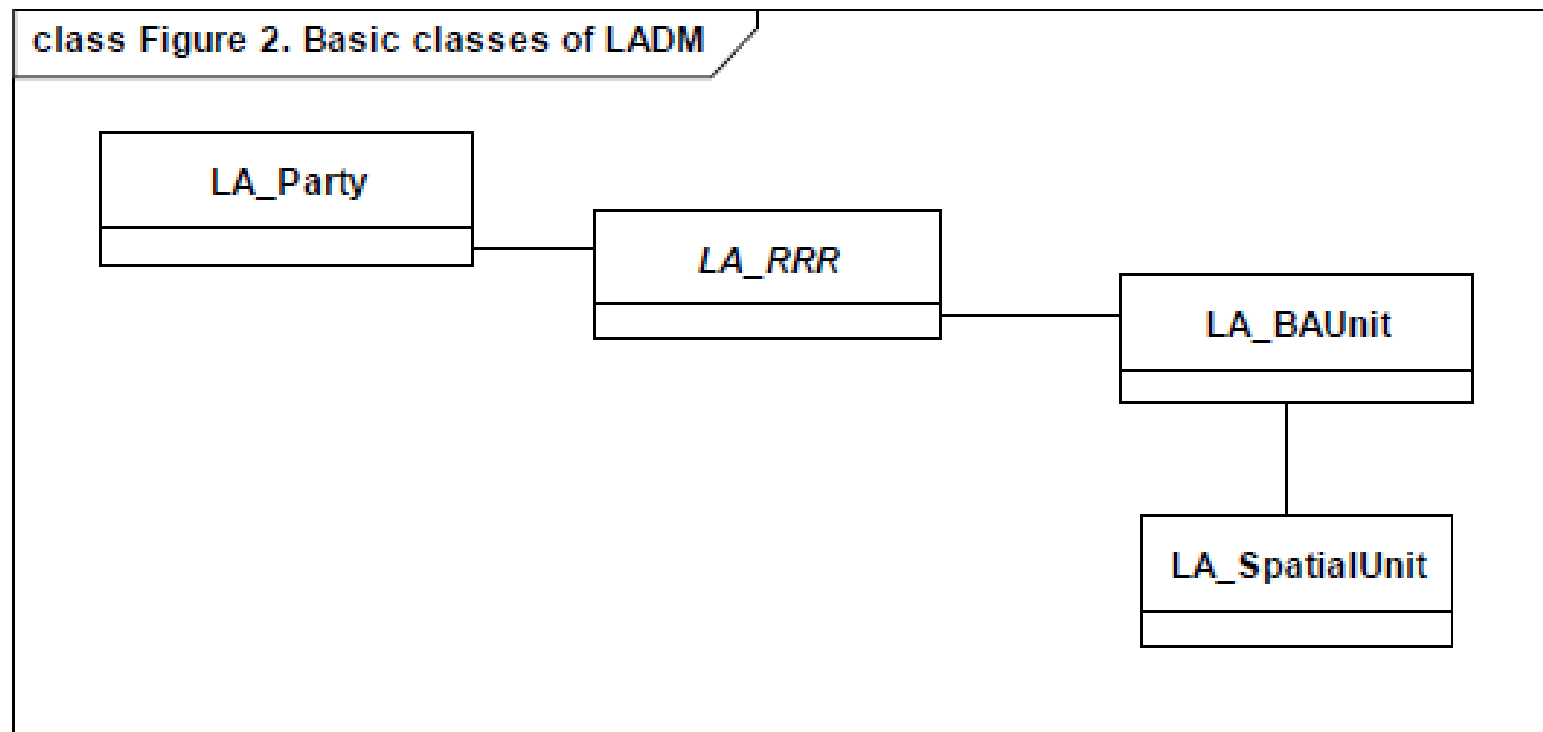 class Figure 2. Basic classes of LADM
LA_Party
LA_RRR
LA_BAUnit
LA_SpatialUnit